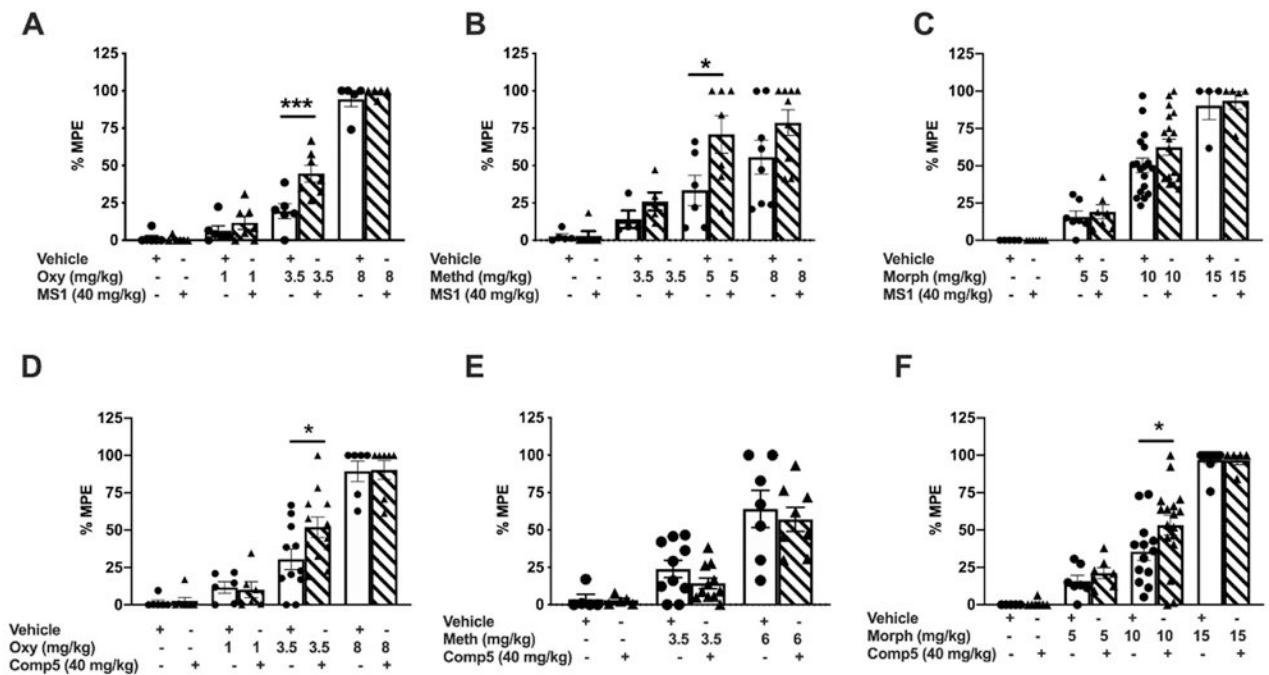 A
125
100
75
50
25
0
% MPE
***
Vehicle + - + - + - + -
Oxy (mg/kg) - - 1 1 3.5 3.5 8 8
MS1 (40 mg/kg) - + - + - + - +
B
125
100
75
50
25
0
% MPE
*
Vehicle + - + - + - + -
Methd (mg/kg) - - 3.5 3.5 5 5 8 8
MS1 (40 mg/kg) - + - + - + - +
C
125
100
75
50
25
0
% MPE
Vehicle + - + - + - + -
Morph (mg/kg) - - 5 5 10 10 15 15
MS1 (40 mg/kg) - + - + - + - +
D
125
100
75
50
25
0
% MPE
*
Vehicle + - + - + - + -
Oxy (mg/kg) - - 1 1 3.5 3.5 8 8
Comp5 (40 mg/kg) - + - + - + - +
E
125
100
75
50
25
0
% MPE
Vehicle + - + - + -
Meth (mg/kg) - - 3.5 3.5 6 6
Comp5 (40 mg/kg) - + - + - +
F
125
100
75
50
25
0
% MPE
*
Vehicle + - + - + - + -
Morph (mg/kg) - - 5 5 10 10 15 15
Comp5 (40 mg/kg) - + - + - + - +